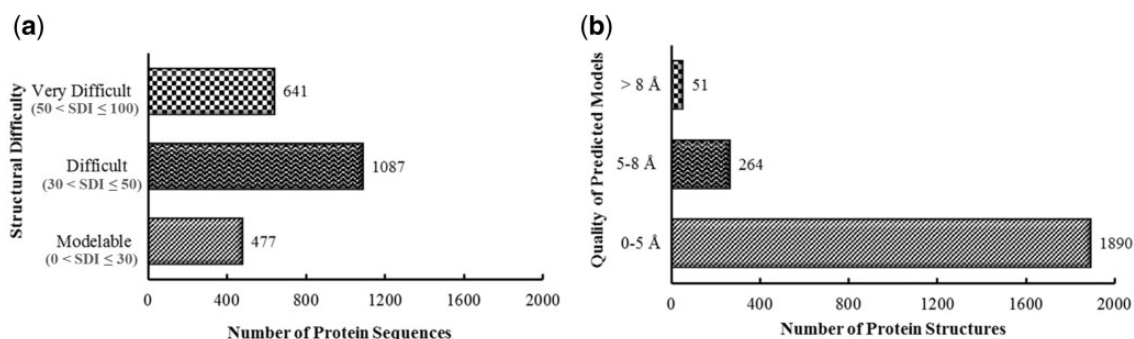 (a)
Structural Difficulty
Very Difficult
(50 < SDI ≤ 100)
641
Difficult
(30 < SDI ≤ 50)
1087
Modelable
(0 < SDI ≤ 30)
477
0 400 800 1200 1600 2000
Number of Protein Sequences
(b)
Quality of Predicted Models
> 8 Å
51
5-8 Å
264
0-5 Å
1890
0 400 800 1200 1600 2000
Number of Protein Structures